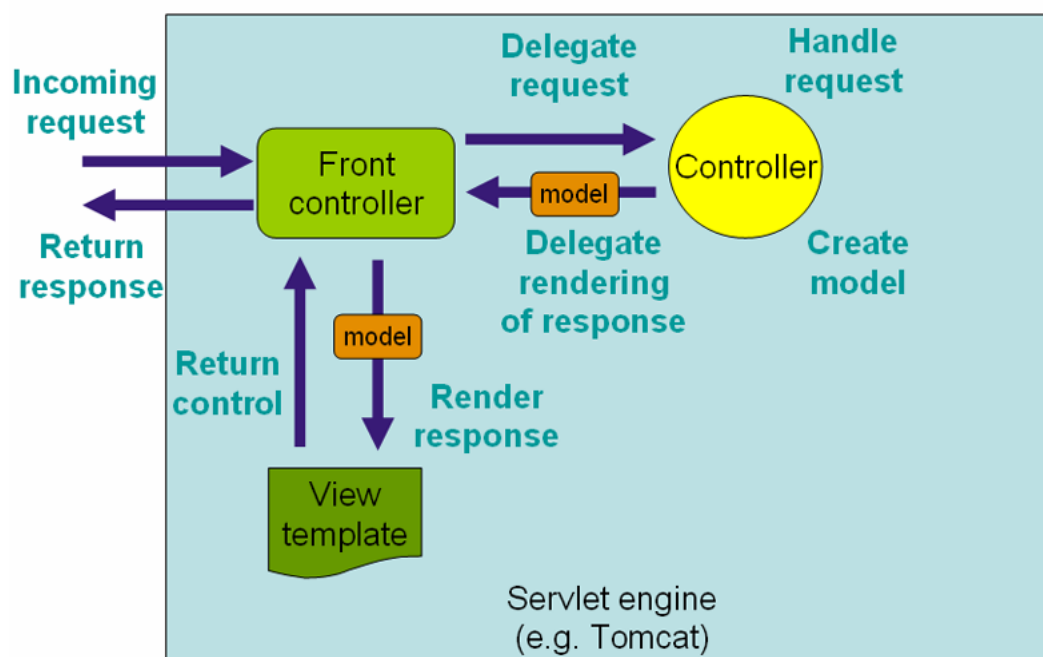 Incoming
request
Return
response
Front
controller
Delegate
request
Handle
request
Controller
model
Delegate
rendering
of response
Create
model
model
Return
control
Render
response
View
template
Servlet engine
(e.g. Tomcat)